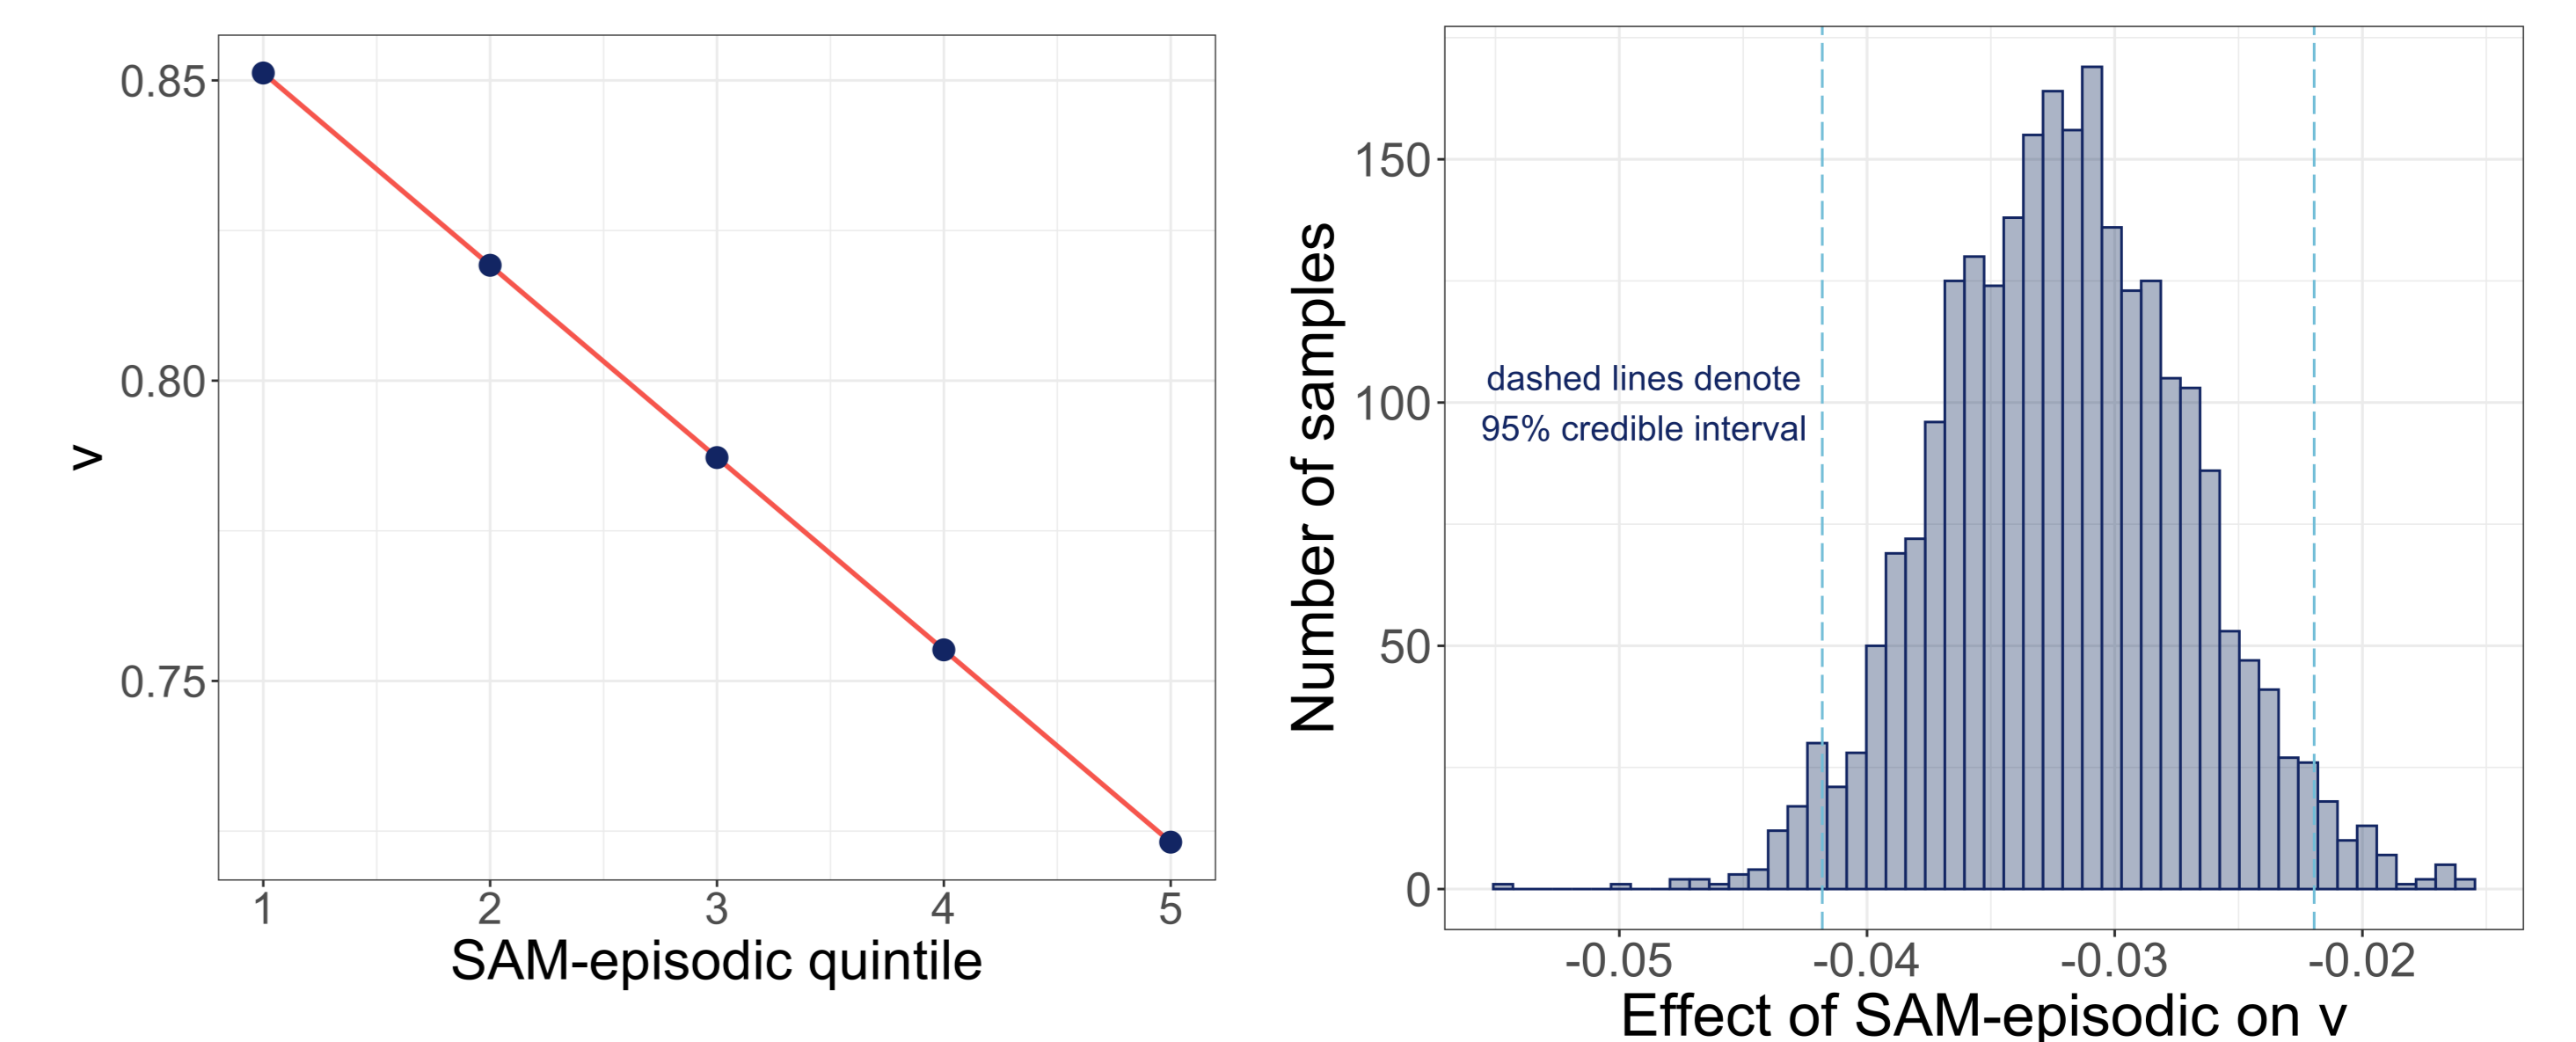 0.85
0.80
0.75
v
1 2 3 4 5
SAM-episodic quintile
150
100
50
0
Number of samples
dashed lines denote
95% credible interval
-0.05 -0.04 -0.03 -0.02
Effect of SAM-episodic on v